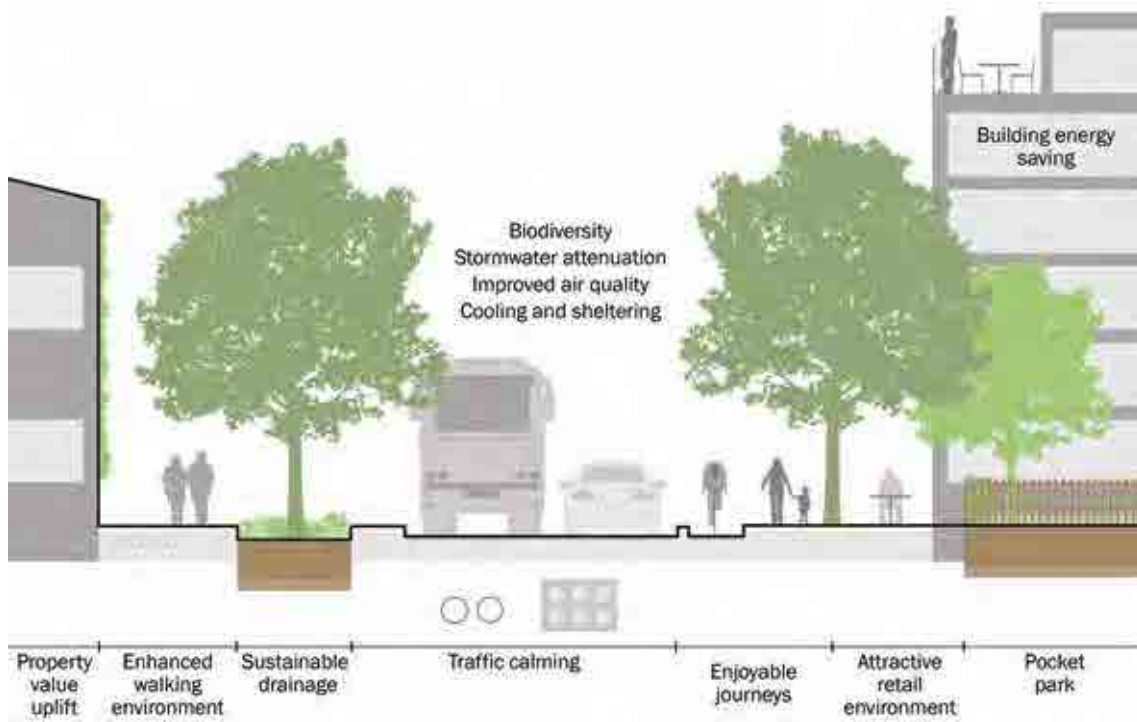 Building energy
saving
Biodiversity
Stormwater attenuation
Improved air quality
Cooling and sheltering
Property
value
uplift
Enhanced
walking
environment
Sustainable
drainage
Traffic calming
Enjoyable
journeys
Attractive
retail
environment
Pocket
park